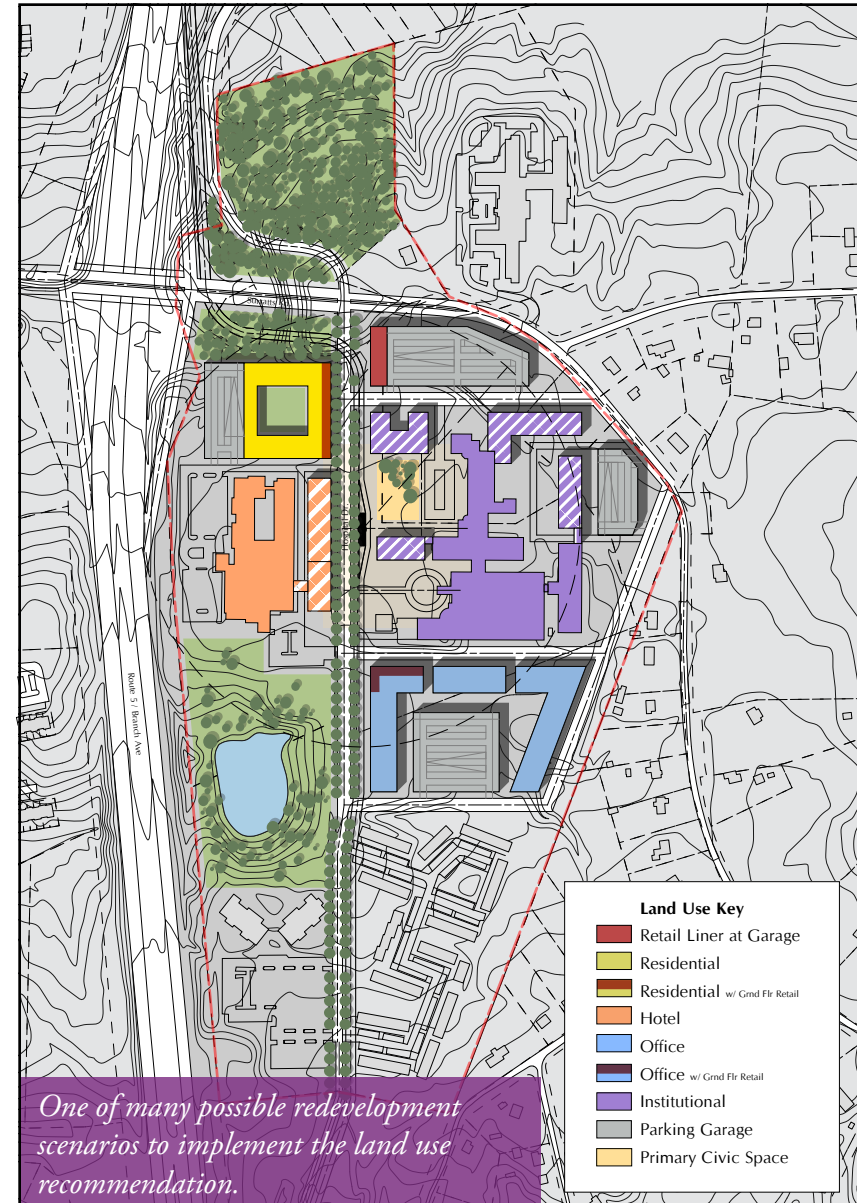 Route 5 / Branch Ave
Land Use Key
Retail Liner at Garage
Residential
Residential w/ Grnd Flr Retail
Hotel
Office
Office w/ Grnd Flr Retail
Institutional
Parking Garage
Primary Civic Space
One of many possible redevelopment
scenarios to implement the land use
recommendation.